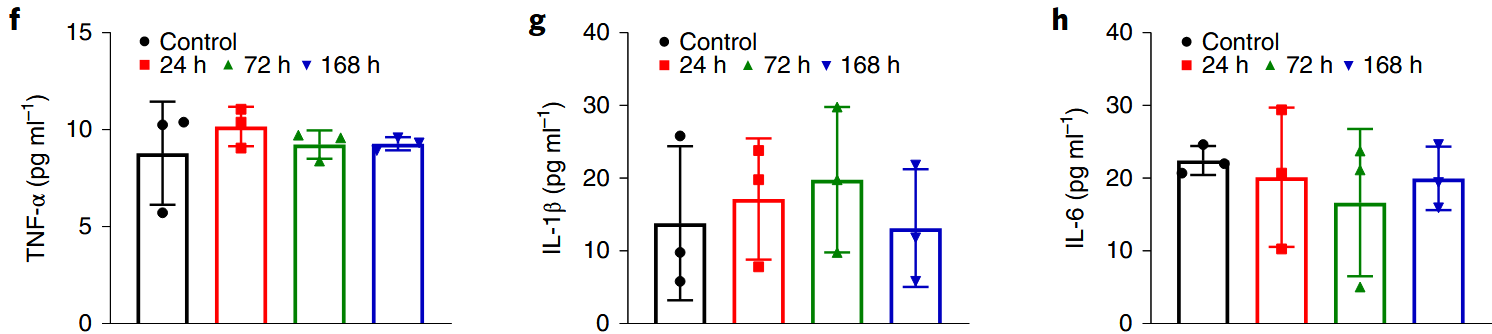 f
TNF-α (pg ml⁻¹)
15
10
5
0
● Control
■ 24 h ▲ 72 h ▼ 168 h
g
IL-1β (pg ml⁻¹)
40
30
20
10
0
● Control
■ 24 h ▲ 72 h ▼ 168 h
h
IL-6 (pg ml⁻¹)
40
30
20
10
0
● Control
■ 24 h ▲ 72 h ▼ 168 h